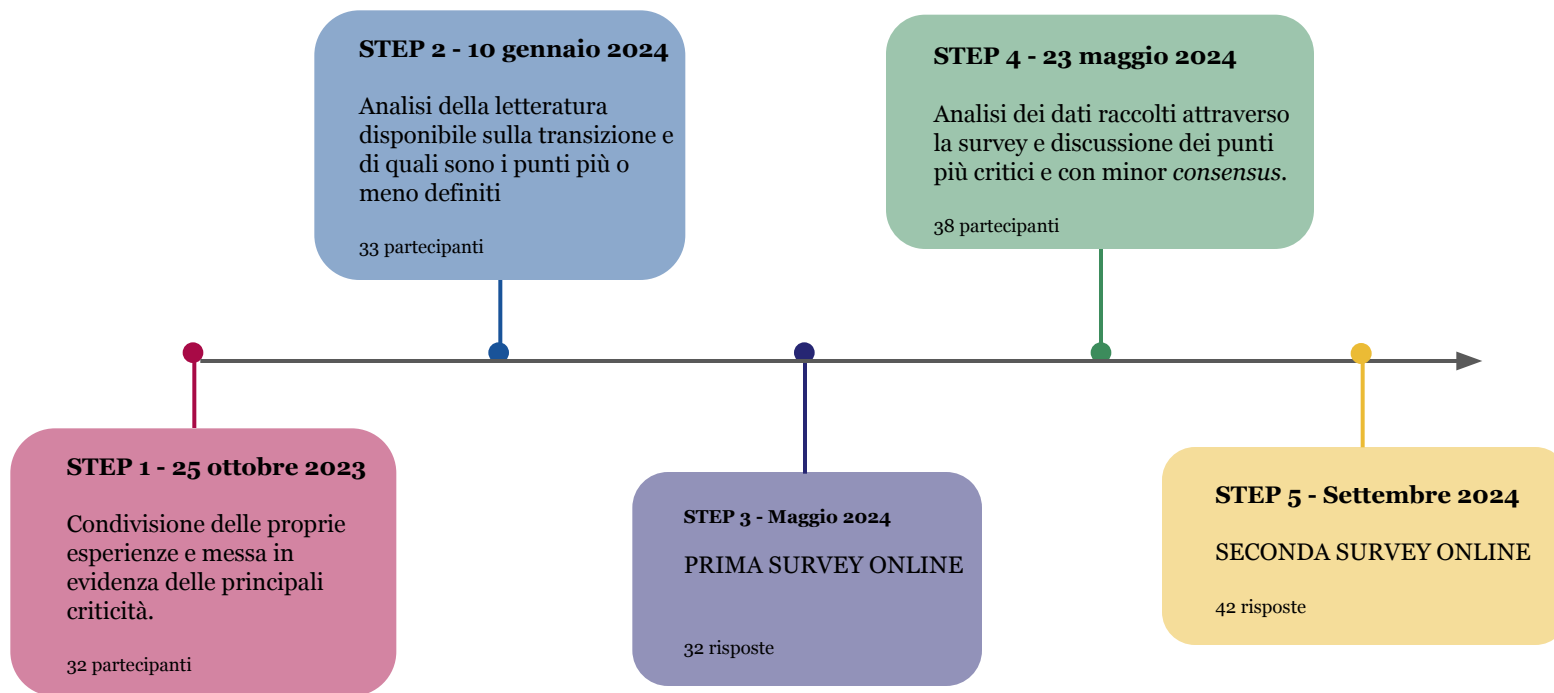 STEP 1 - 25 ottobre 2023
Condivisione delle proprie
esperienze e messa in
evidenza delle principali
criticità.
32 partecipanti
STEP 2 - 10 gennaio 2024
Analisi della letteratura
disponibile sulla transizione e
di quali sono i punti più o
meno definiti
33 partecipanti
STEP 3 - Maggio 2024
PRIMA SURVEY ONLINE
32 risposte
STEP 4 - 23 maggio 2024
Analisi dei dati raccolti attraverso
la survey e discussione dei punti
più critici e con minor consensus.
38 partecipanti
STEP 5 - Settembre 2024
SECONDA SURVEY ONLINE
42 risposte